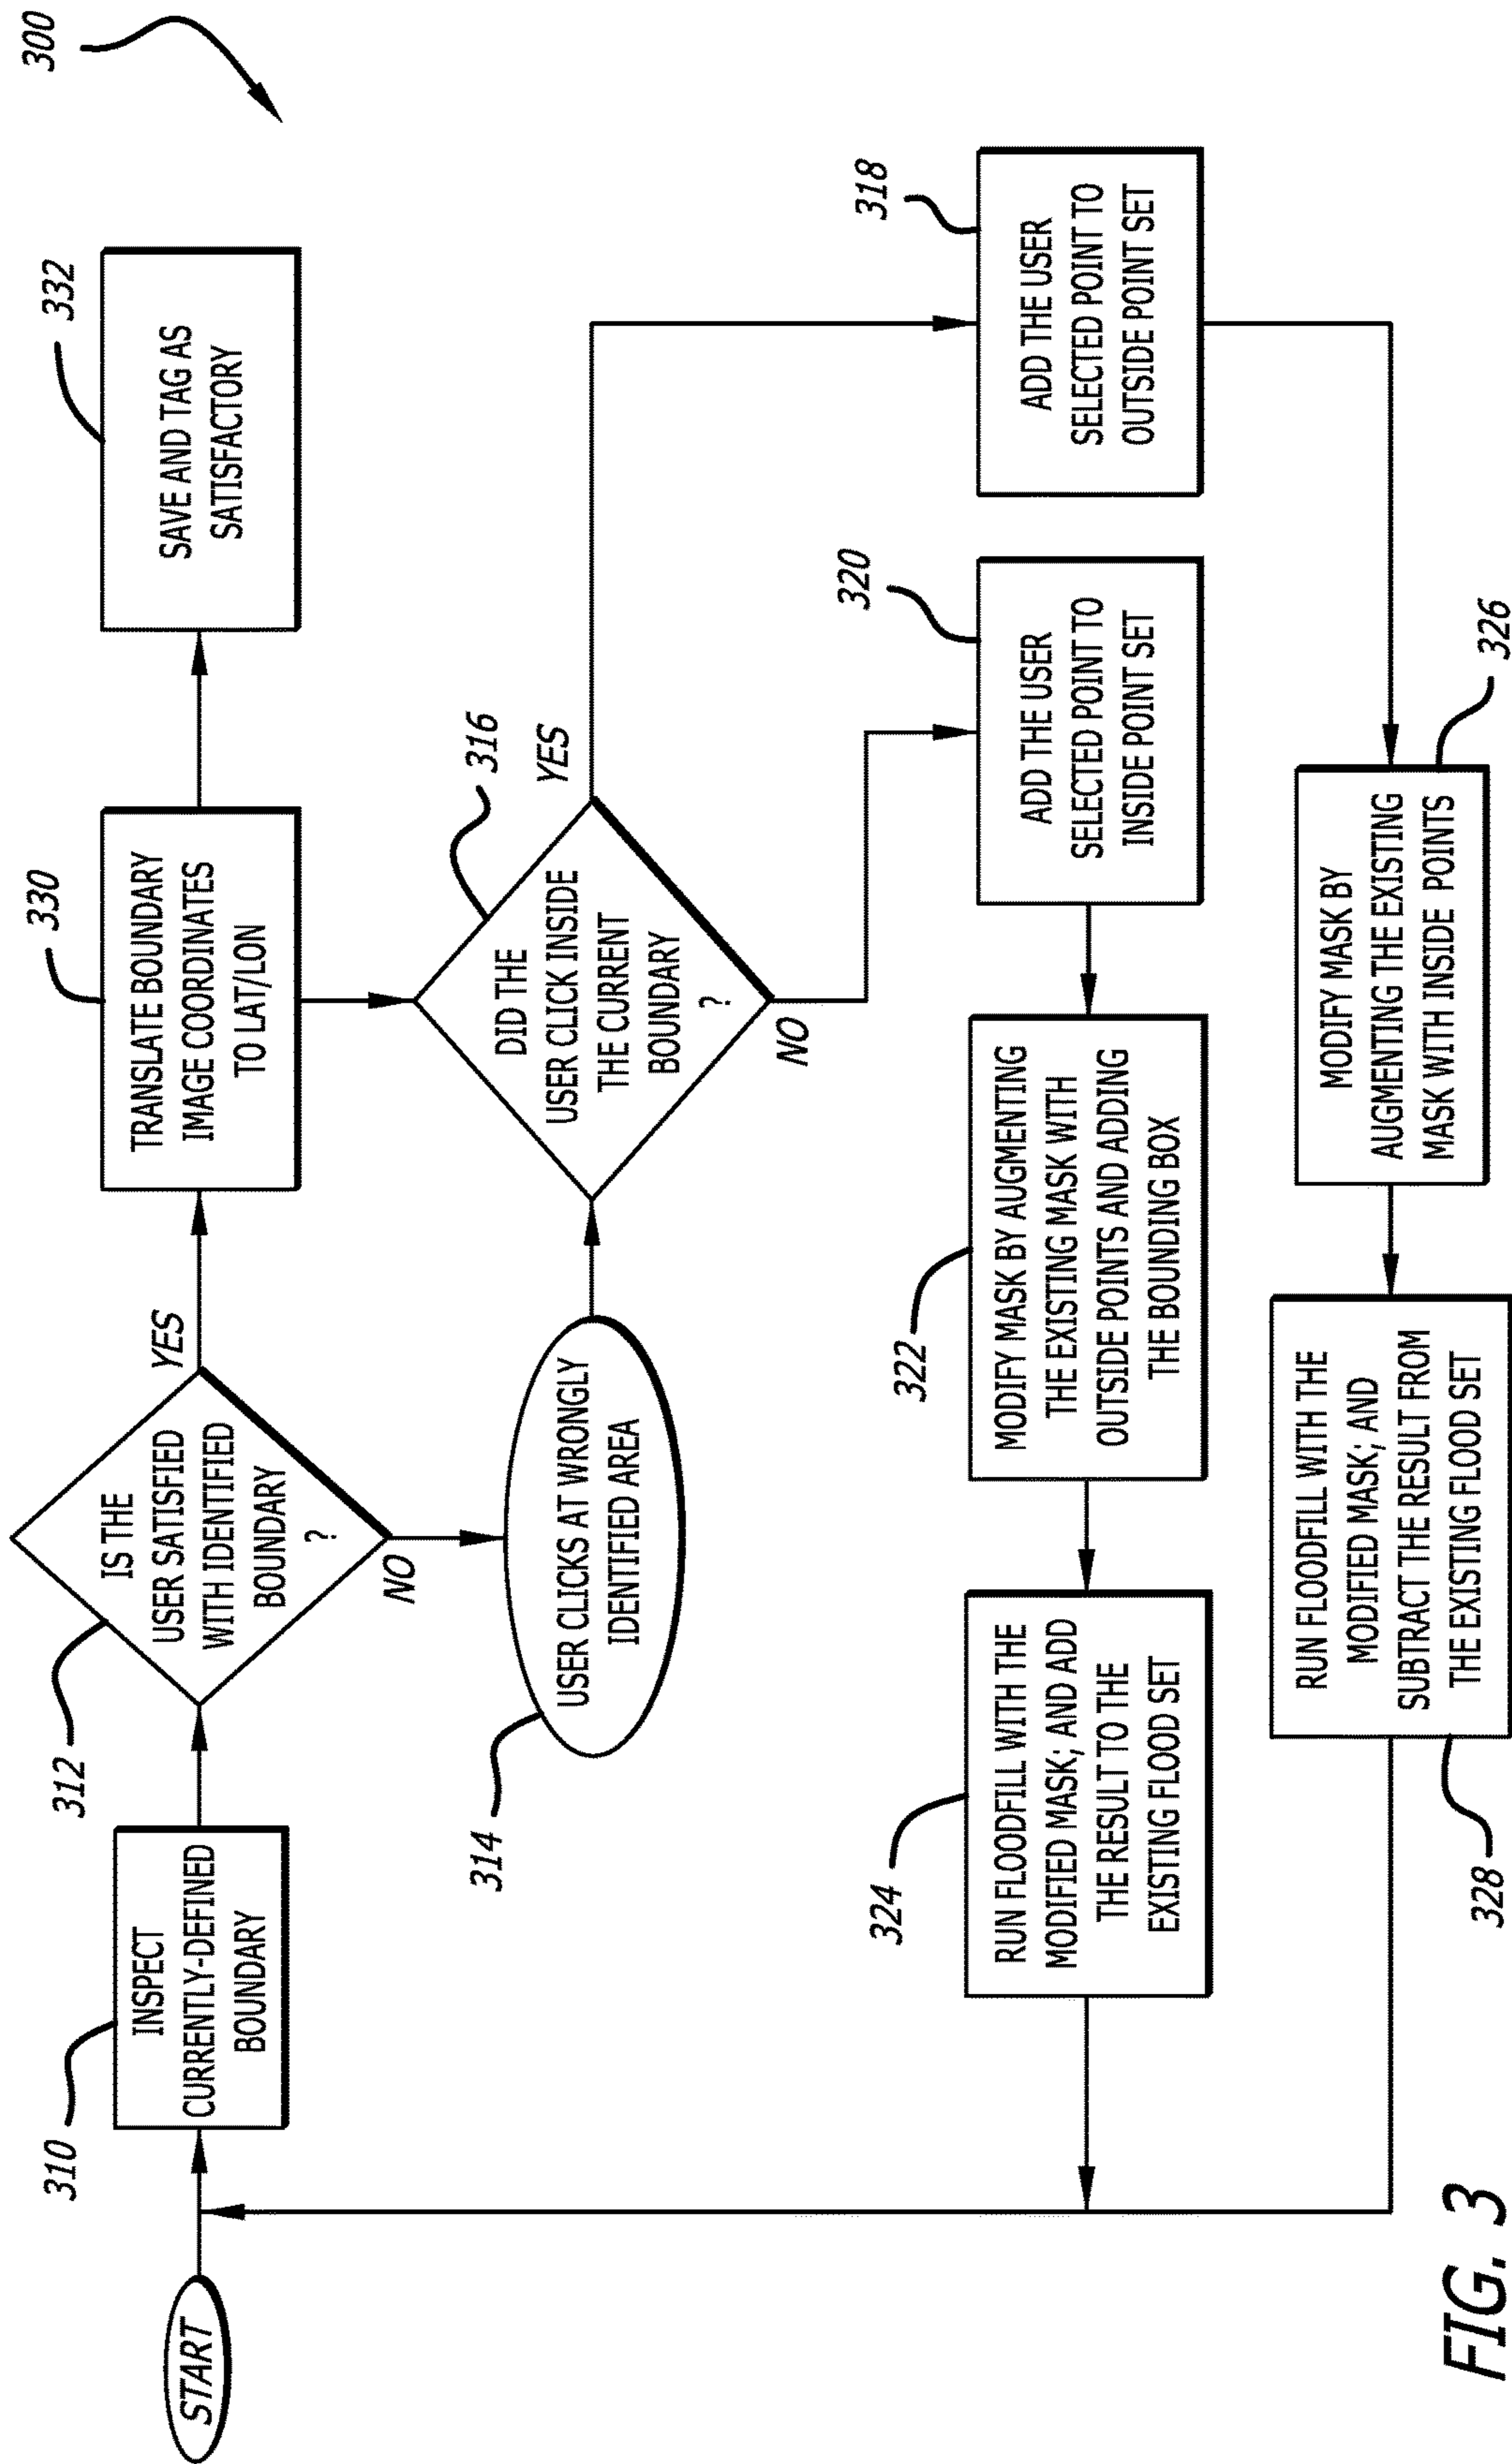 300
START
310
INSPECT
CURRENTLY-DEFINED
BOUNDARY
312
IS THE
USER SATISFIED
WITH IDENTIFIED
BOUNDARY
?
YES
NO
330
TRANSLATE BOUNDARY
IMAGE COORDINATES
TO LAT/LON
332
SAVE AND TAG AS
SATISFACTORY
314
USER CLICKS AT WRONGLY
IDENTIFIED AREA
316
DID THE
USER CLICK INSIDE
THE CURRENT
BOUNDARY
?
YES
NO
324
RUN FLOODFILL WITH THE
MODIFIED MASK; AND ADD
THE RESULT TO THE
EXISTING FLOOD SET
322
MODIFY MASK BY AUGMENTING
THE EXISTING MASK WITH
OUTSIDE POINTS AND ADDING
THE BOUNDING BOX
320
ADD THE USER
SELECTED POINT TO
INSIDE POINT SET
318
ADD THE USER
SELECTED POINT TO
OUTSIDE POINT SET
RUN FLOODFILL WITH THE
MODIFIED MASK; AND
SUBTRACT THE RESULT FROM
THE EXISTING FLOOD SET
328
MODIFY MASK BY
AUGMENTING THE EXISTING
MASK WITH INSIDE POINTS
326
FIG. 3